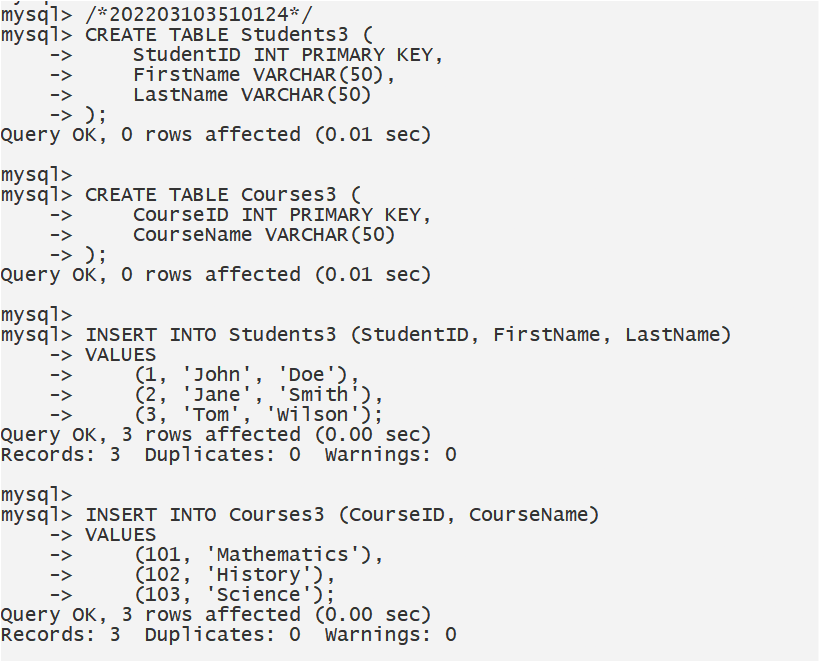 mysql> /*202203103510124*/
mysql> CREATE TABLE Students3 (
    ->     StudentID INT PRIMARY KEY,
    ->     FirstName VARCHAR(50),
    ->     LastName VARCHAR(50)
    -> );
Query OK, 0 rows affected (0.01 sec)

mysql>
mysql> CREATE TABLE Courses3 (
    ->     CourseID INT PRIMARY KEY,
    ->     CourseName VARCHAR(50)
    -> );
Query OK, 0 rows affected (0.01 sec)

mysql>
mysql> INSERT INTO Students3 (StudentID, FirstName, LastName)
    -> VALUES
    ->     (1, 'John', 'Doe'),
    ->     (2, 'Jane', 'Smith'),
    ->     (3, 'Tom', 'Wilson');
Query OK, 3 rows affected (0.00 sec)
Records: 3  Duplicates: 0  Warnings: 0

mysql>
mysql> INSERT INTO Courses3 (CourseID, CourseName)
    -> VALUES
    ->     (101, 'Mathematics'),
    ->     (102, 'History'),
    ->     (103, 'Science');
Query OK, 3 rows affected (0.00 sec)
Records: 3  Duplicates: 0  Warnings: 0